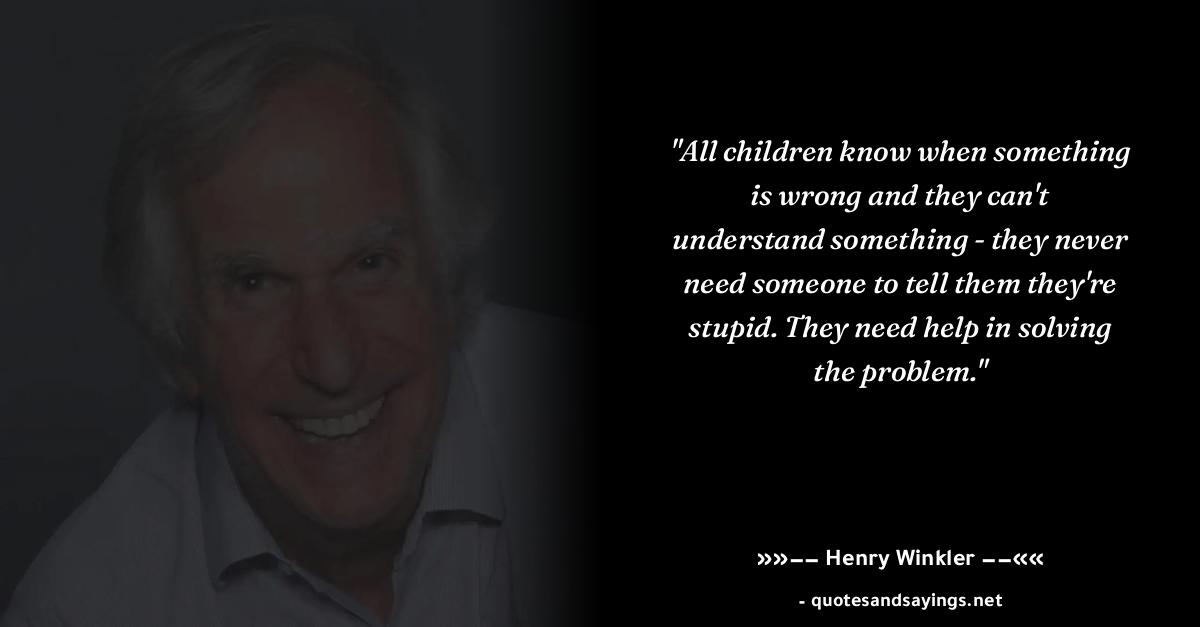 "All children know when something
is wrong and they can't
understand something - they never
need someone to tell them they're
stupid. They need help in solving
the problem."
»»–– Henry Winkler ––««
- quotesandsayings.net